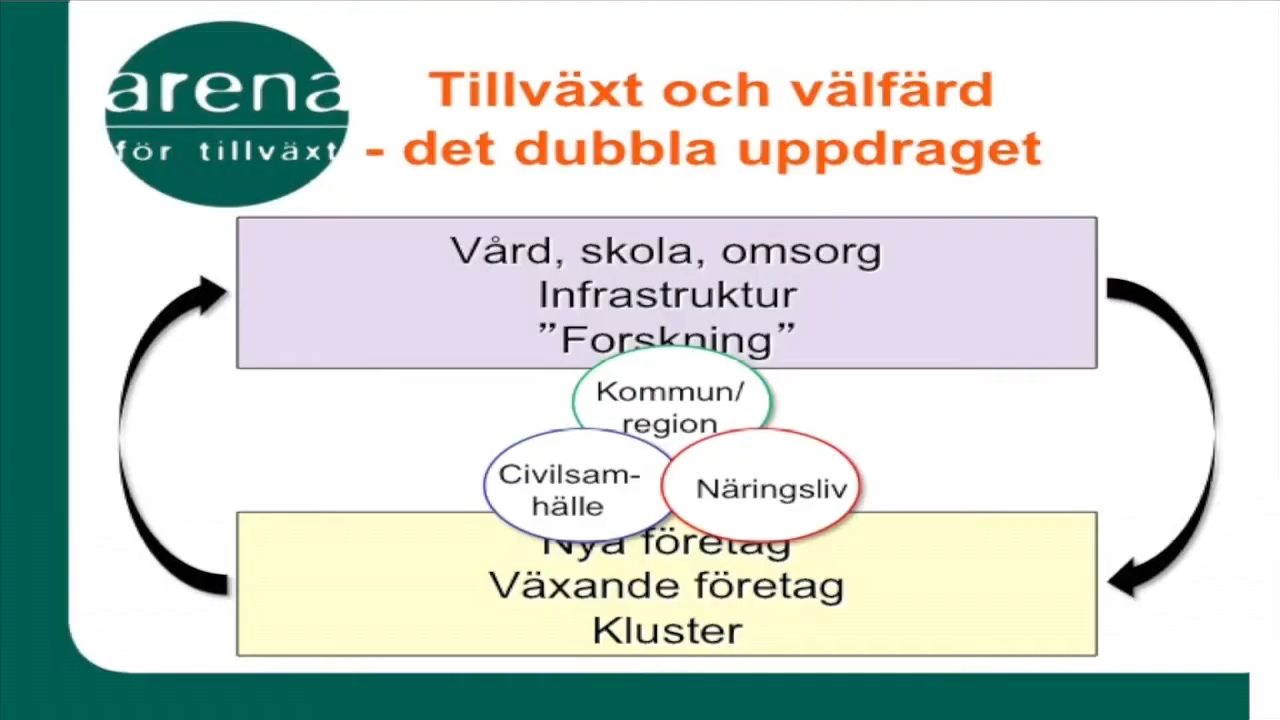 arena
för tillväxt
Tillväxt och välfärd
- det dubbla uppdraget
Vård, skola, omsorg
Infrastruktur
”Forskning”
Kommun/
region
Civilsam-
hälle
Näringsliv
Nya företag
Växande företag
Kluster